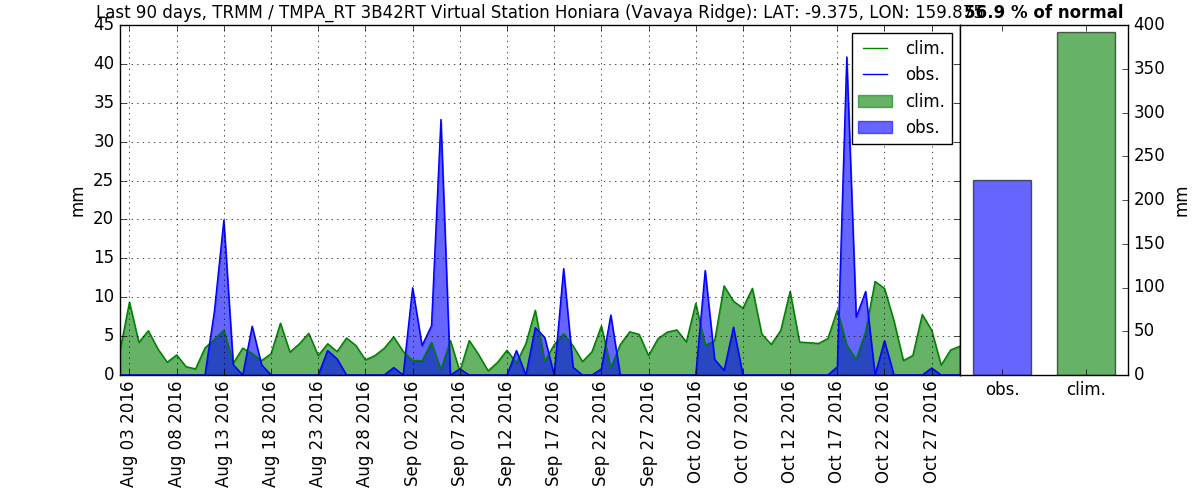 Last 90 days, TRMM / TMPA_RT 3B42RT Virtual Station Honiara (Vavaya Ridge): LAT: -9.375, LON: 159.875
56.9 % of normal
45
40
35
30
25
20
15
10
5
0
mm
clim.
obs.
clim.
obs.
400
350
300
250
200
150
100
50
0
mm
obs. clim.
Aug 03 2016
Aug 08 2016
Aug 13 2016
Aug 18 2016
Aug 23 2016
Aug 28 2016
Sep 02 2016
Sep 07 2016
Sep 12 2016
Sep 17 2016
Sep 22 2016
Sep 27 2016
Oct 02 2016
Oct 07 2016
Oct 12 2016
Oct 17 2016
Oct 22 2016
Oct 27 2016